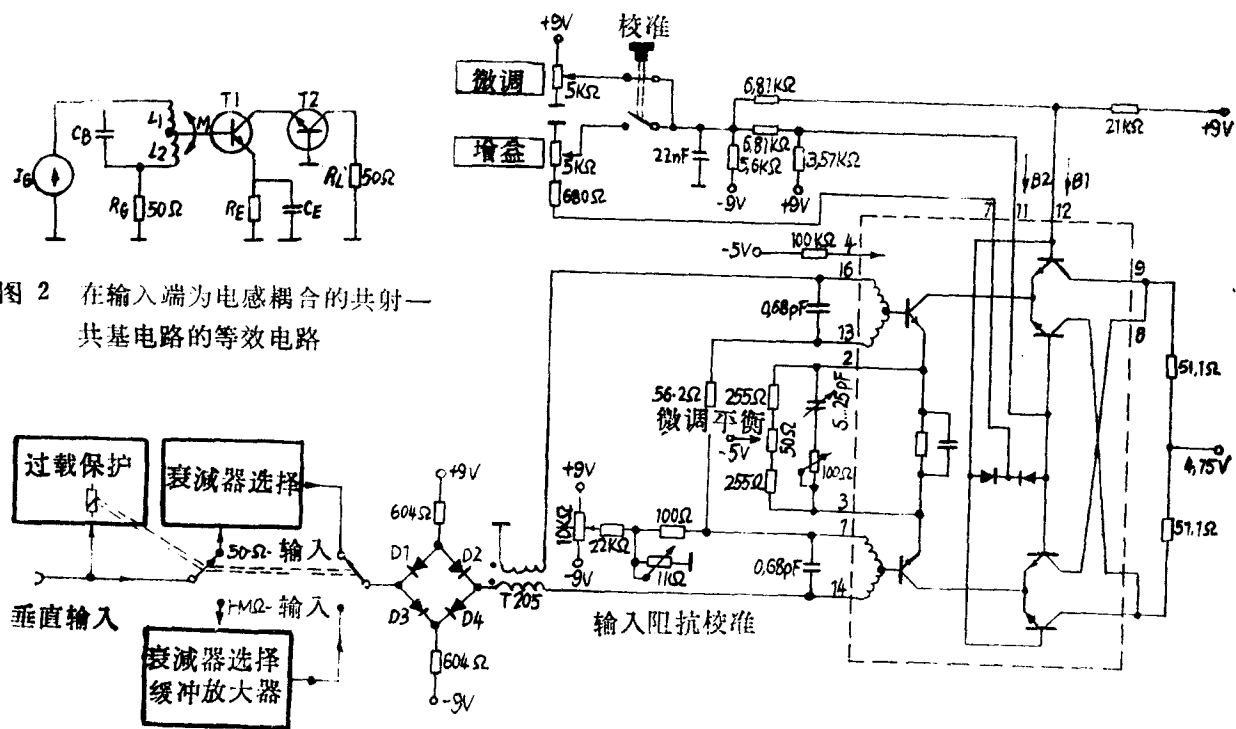 +9V
校准
微调
5KΩ
增益
5KΩ
680Ω
22nF
6,81KΩ
6,81KΩ
5,6KΩ
-9V
3,57KΩ
+9V
21KΩ
+9V
B2
B1
7
11
12
T1
T2
CB
L1
L2
M
IG
RG
50Ω
RE
CE
RL
50Ω
图 2 在输入端为电感耦合的共射一
共基电路的等效电路
-5V
100KΩ
4
16
0,68pF
13
2
9
8
56.2Ω
255Ω
5...25pF
微调平衡
50Ω
-5V
100Ω
255Ω
3
51,1Ω
4,75V
51,1Ω
过载保护
衰减器选择
50·Ω-输入
垂直输入
1-MΩ-输入
衰减器选择
缓冲放大器
+9V
604Ω
D1
D2
D3
D4
604Ω
-9V
T205
+9V
10KΩ
-9V
22KΩ
100Ω
11KΩ
1
0,68pF
14
输入阻抗校准